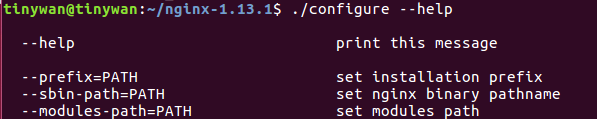 tinywan@tinywan:~/nginx-1.13.1$ ./configure --help
--help print this message
--prefix=PATH set installation prefix
--sbin-path=PATH set nginx binary pathname
--modules-path=PATH set modules path